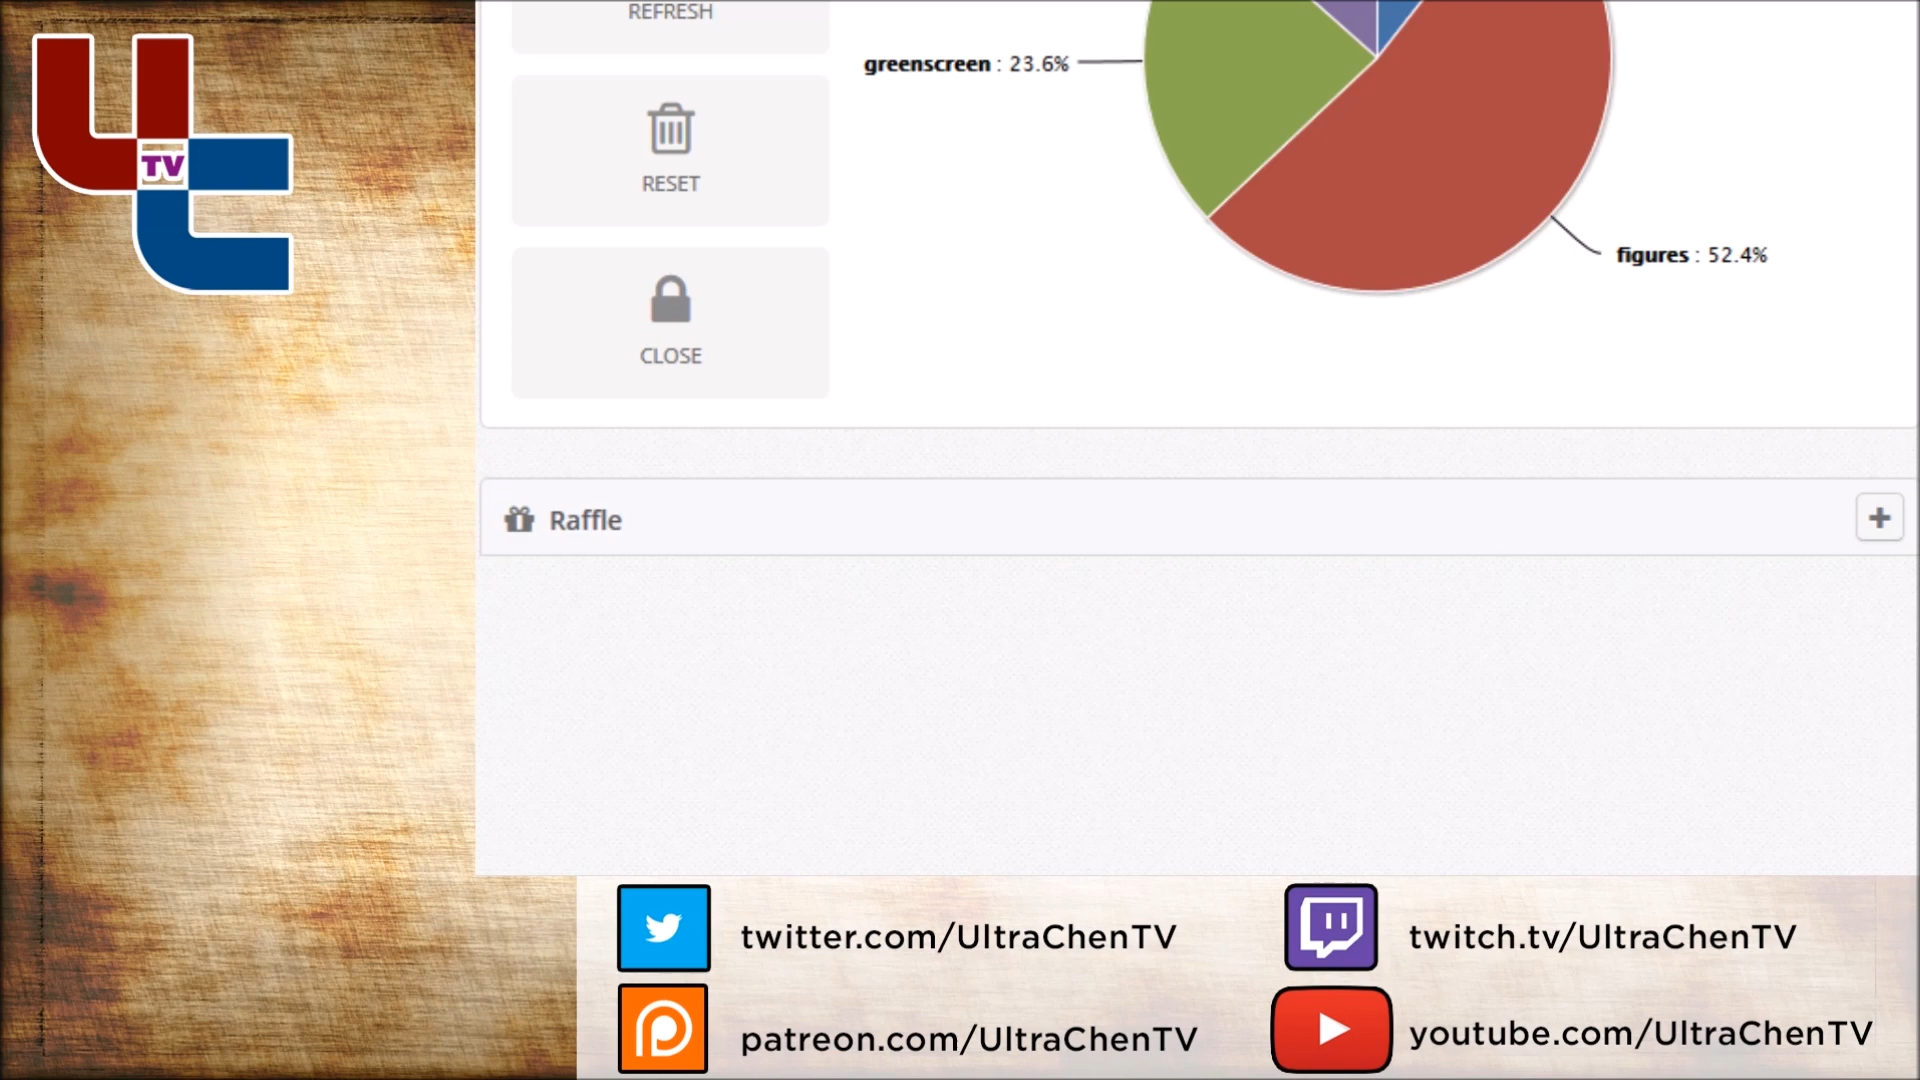 REFRESH
greenscreen : 23.6%
TV
RESET
figures : 52.4%
CLOSE
Raffle
twitter.com/UltraChenTV
twitch.tv/UltraChenTV
patreon.com/UltraChenTV
youtube.com/UltraChenTV